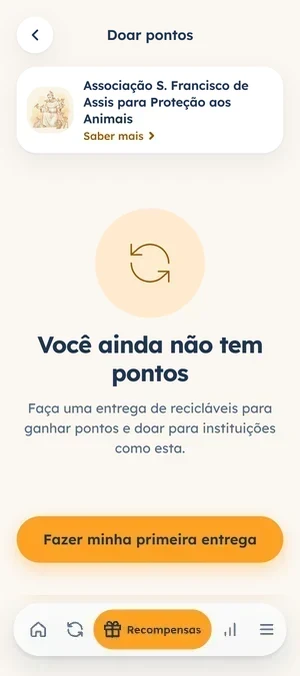 Doar pontos
Associação S. Francisco de
Assis para Proteção aos
Animais
Saber mais
Você ainda não tem
pontos
Faça uma entrega de recicláveis para
ganhar pontos e doar para instituições
como esta.
Fazer minha primeira entrega
Recompensas